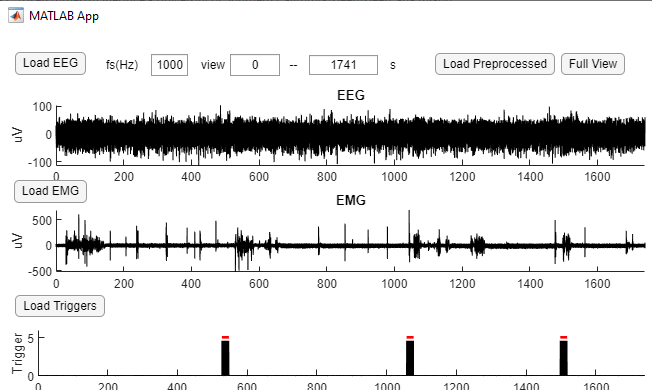 MATLAB App
Load EEG fs(Hz) 1000 view 0 -- 1741 s Load Preprocessed Full View
EEG
100
0
-100
uV
0 200 400 600 800 1000 1200 1400 1600
Load EMG
EMG
500
0
-500
uV
0 200 400 600 800 1000 1200 1400 1600
Load Triggers
5
0
Trigger
0 200 400 600 800 1000 1200 1400 1600